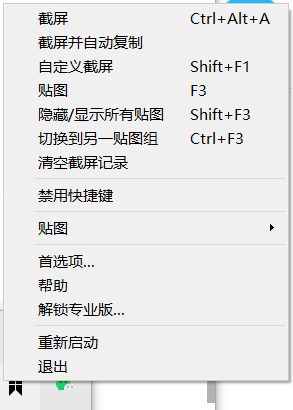 截屏 Ctrl+Alt+A
截屏并自动复制
自定义截屏 Shift+F1
贴图 F3
隐藏/显示所有贴图 Shift+F3
切换到另一贴图组 Ctrl+F3
清空截屏记录
禁用快捷键
贴图
首选项...
帮助
解锁专业版...
重新启动
退出